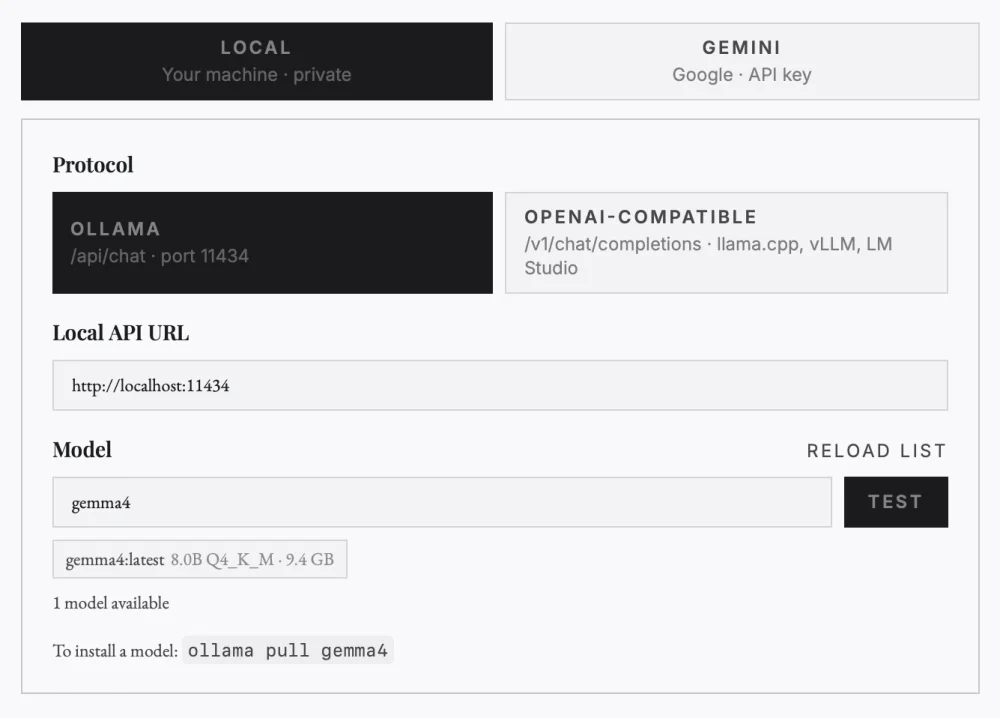 LOCAL
Your machine · private
GEMINI
Google · API key
Protocol
OLLAMA
/api/chat · port 11434
OPENAI-COMPATIBLE
/v1/chat/completions · llama.cpp, vLLM, LM
Studio
Local API URL
http://localhost:11434
Model
RELOAD LIST
gemma4
TEST
gemma4:latest 8.0B Q4_K_M · 9.4 GB
1 model available
To install a model: ollama pull gemma4